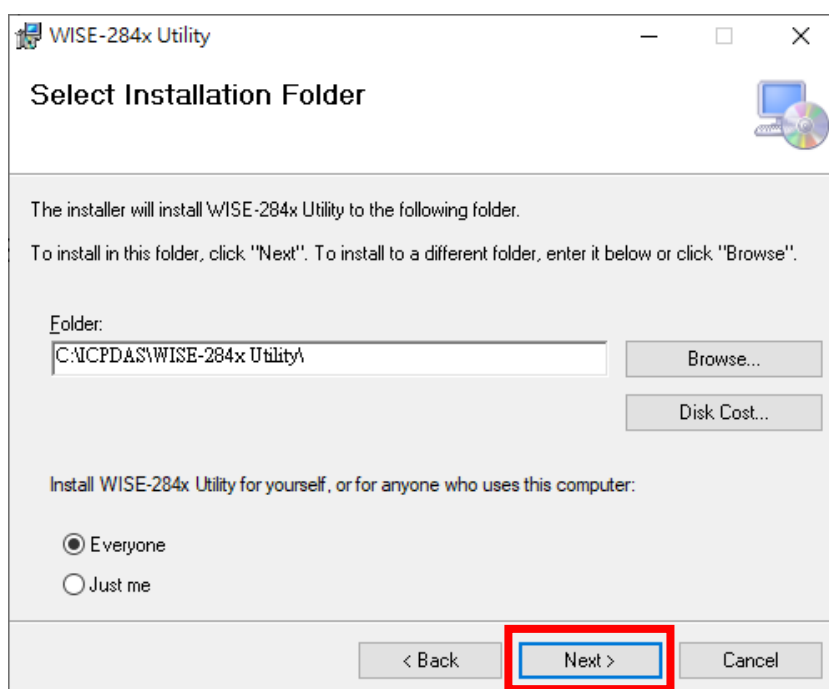 WISE-284x Utility
Select Installation Folder
The installer will install WISE-284x Utility to the following folder.
To install in this folder, click "Next". To install to a different folder, enter it below or click "Browse".
Folder:
C:\ICPDAS\WISE-284x Utility\
Browse...
Disk Cost...
Install WISE-284x Utility for yourself, or for anyone who uses this computer:
Everyone
Just me
< Back
Next >
Cancel